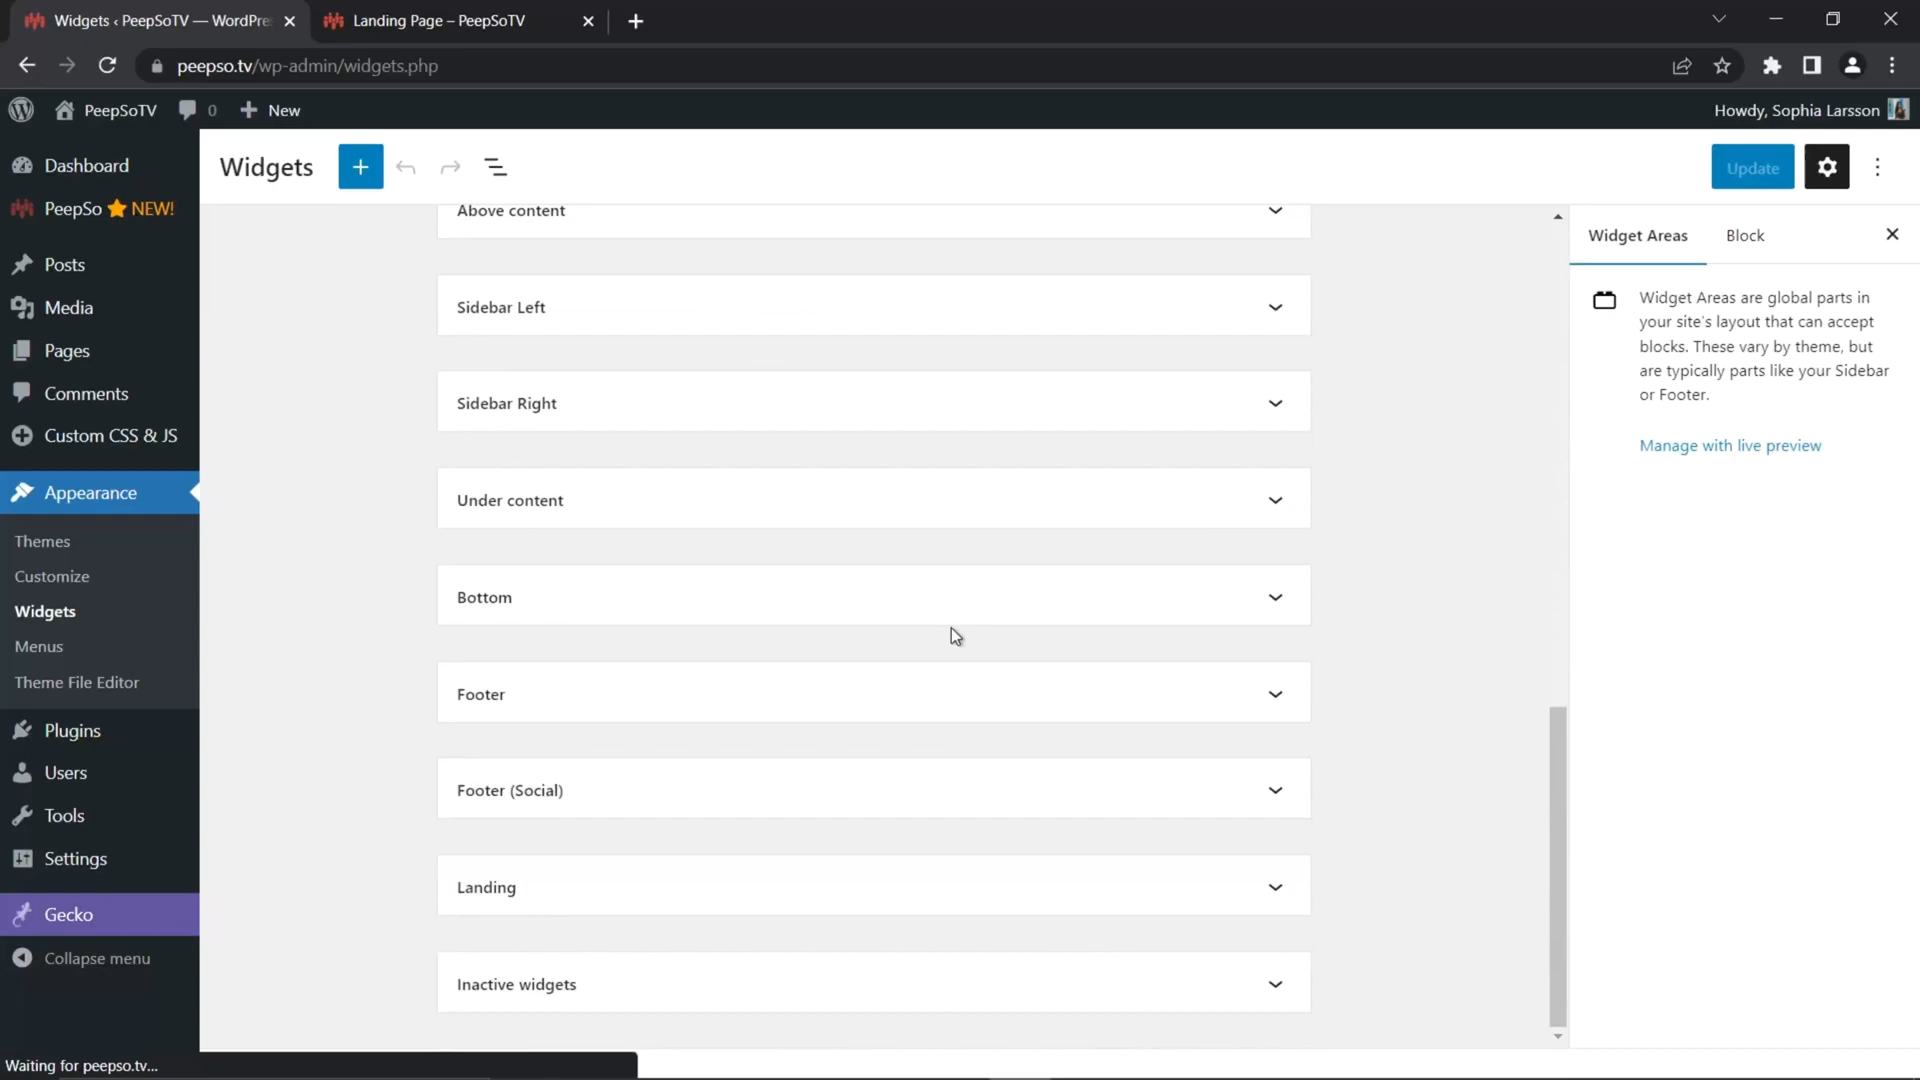 Widgets ‹ PeepSoTV — WordPre
Landing Page – PeepSoTV
peepso.tv/wp-admin/widgets.php
PeepSoTV
0
New
Howdy, Sophia Larsson
Dashboard
PeepSo NEW!
Posts
Media
Pages
Comments
Custom CSS & JS
Appearance
Themes
Customize
Widgets
Menus
Theme File Editor
Plugins
Users
Tools
Settings
Gecko
Collapse menu
Widgets
Update
Above content
Sidebar Left
Sidebar Right
Under content
Bottom
Footer
Footer (Social)
Landing
Inactive widgets
Widget Areas
Block
Widget Areas are global parts in
your site's layout that can accept
blocks. These vary by theme, but
are typically parts like your Sidebar
or Footer.
Manage with live preview
Waiting for peepso.tv...